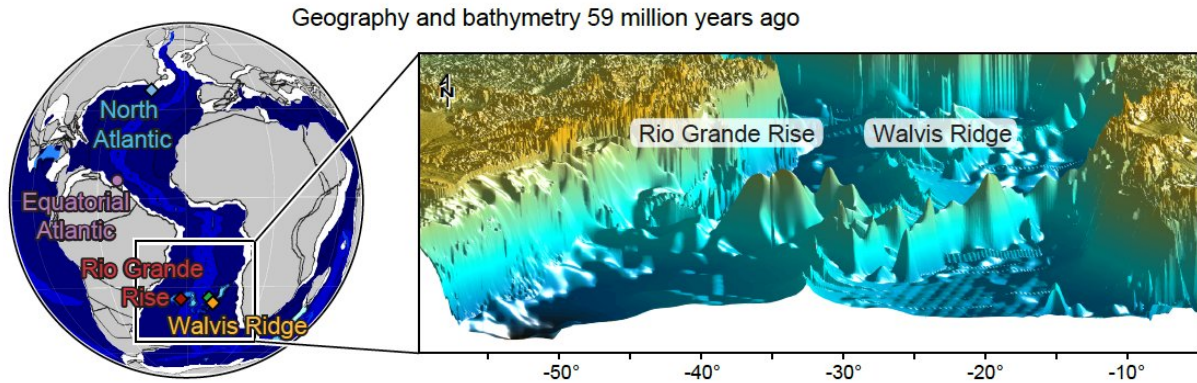 Geography and bathymetry 59 million years ago
North
Atlantic
Equatorial
Atlantic
Rio Grande
Rise
Walvis Ridge
N
Rio Grande Rise
Walvis Ridge
-50°
-40°
-30°
-20°
-10°